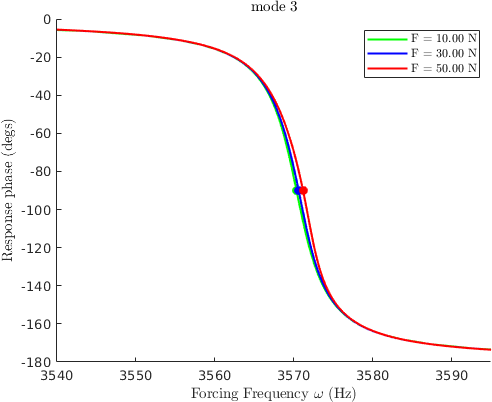 mode 3
F = 10.00 N
F = 30.00 N
F = 50.00 N
Response phase (degs)
0
-20
-40
-60
-80
-100
-120
-140
-160
-180
3540 3550 3560 3570 3580 3590
Forcing Frequency ω (Hz)